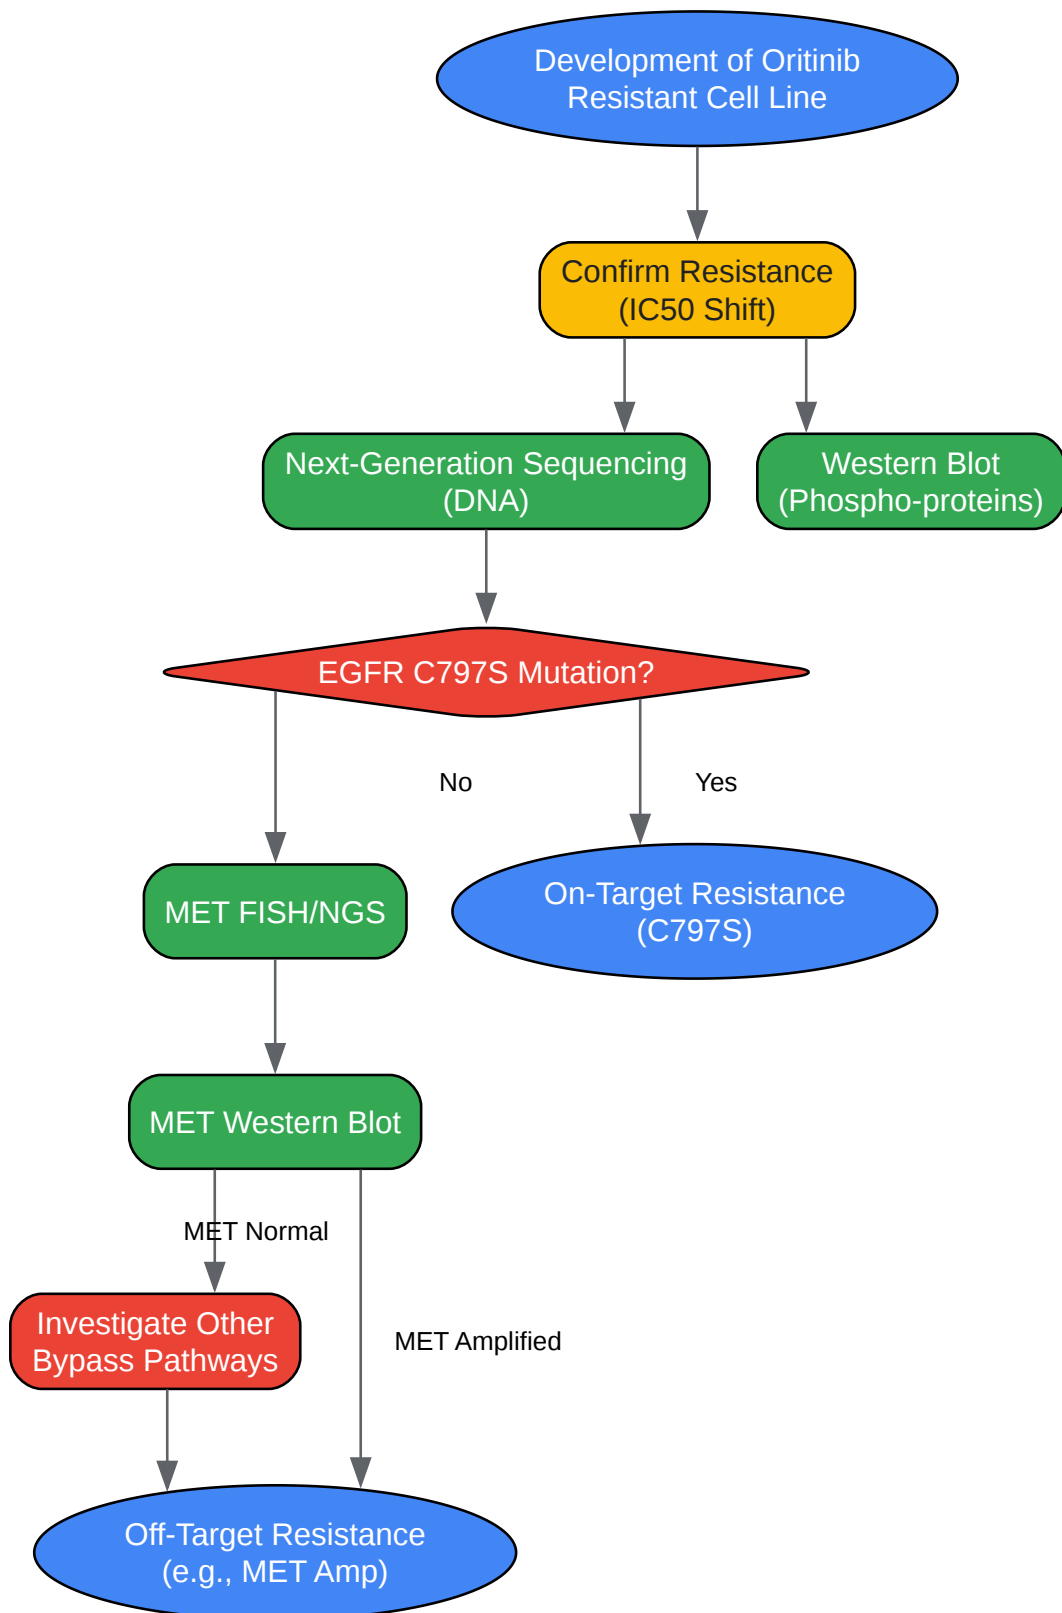 Development of Oritinib
Resistant Cell Line
Confirm Resistance
(IC50 Shift)
Next-Generation Sequencing
(DNA)
Western Blot
(Phospho-proteins)
EGFR C797S Mutation?
No
Yes
MET FISH/NGS
On-Target Resistance
(C797S)
MET Western Blot
MET Normal
Investigate Other
Bypass Pathways
MET Amplified
Off-Target Resistance
(e.g., MET Amp)